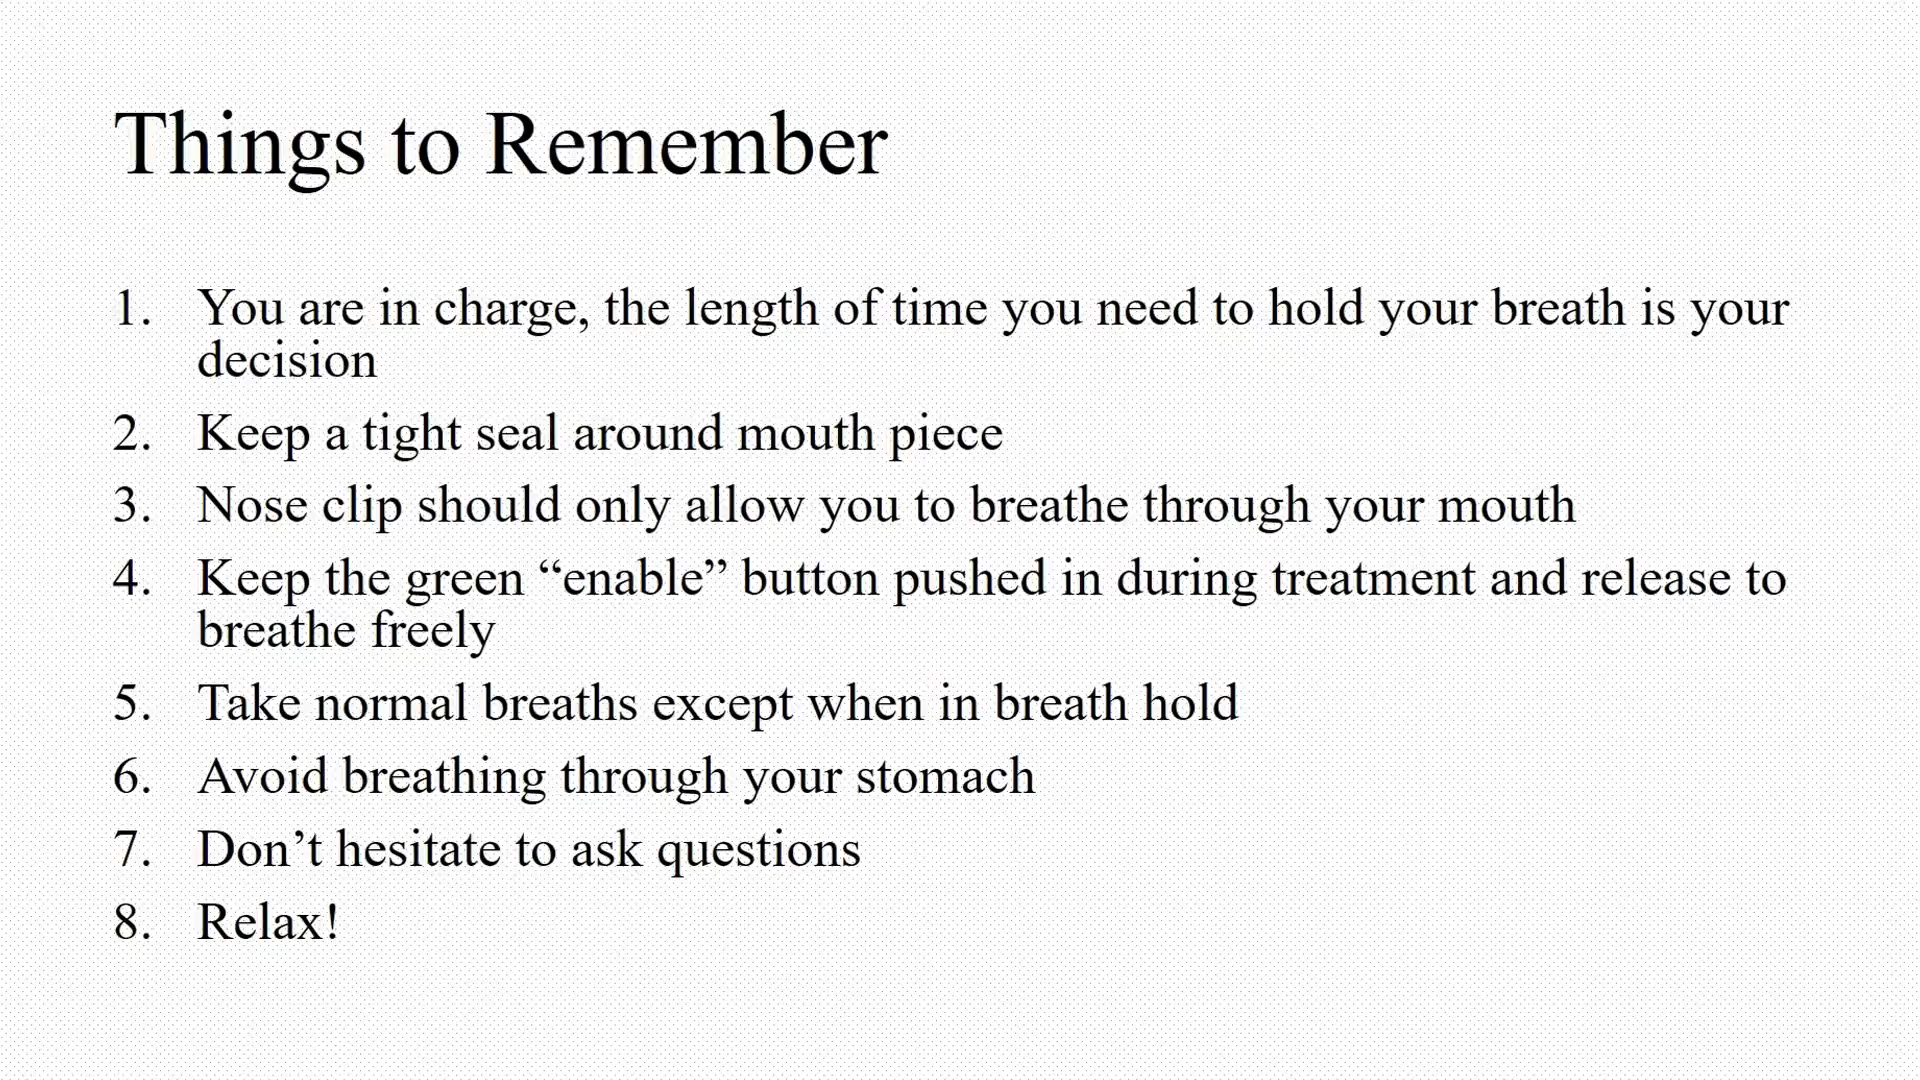 Things to Remember
1. You are in charge, the length of time you need to hold your breath is your
decision
2. Keep a tight seal around mouth piece
3. Nose clip should only allow you to breathe through your mouth
4. Keep the green “enable” button pushed in during treatment and release to
breathe freely
5. Take normal breaths except when in breath hold
6. Avoid breathing through your stomach
7. Don’t hesitate to ask questions
8. Relax!